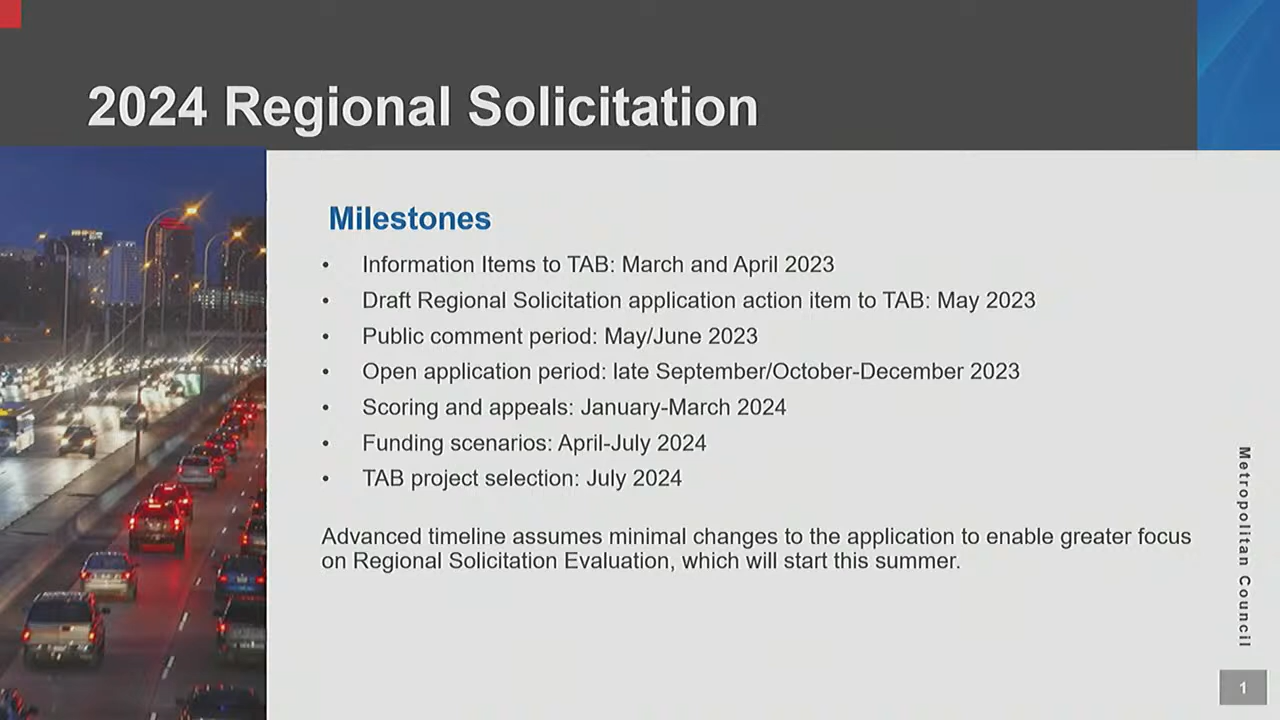 2024 Regional Solicitation
Milestones
• Information Items to TAB: March and April 2023
• Draft Regional Solicitation application action item to TAB: May 2023
• Public comment period: May/June 2023
• Open application period: late September/October-December 2023
• Scoring and appeals: January-March 2024
• Funding scenarios: April-July 2024
• TAB project selection: July 2024
Advanced timeline assumes minimal changes to the application to enable greater focus
on Regional Solicitation Evaluation, which will start this summer.
Metropolitan Council
1